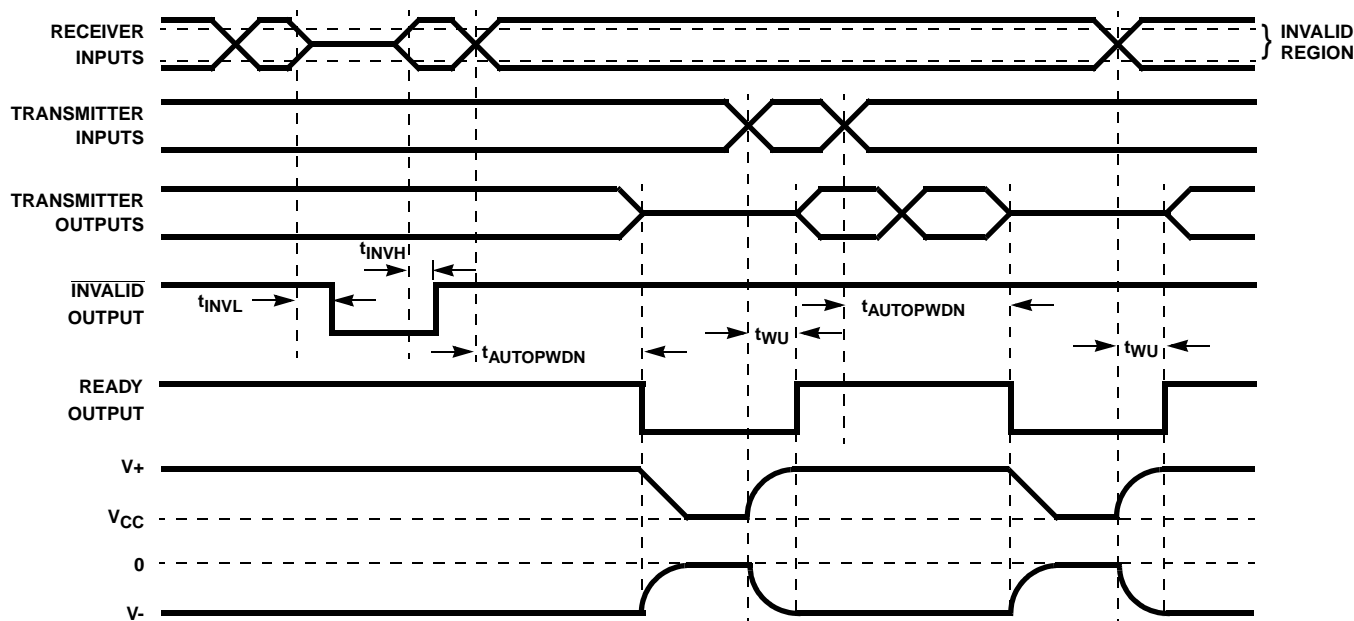 RECEIVER
INPUTS
} INVALID
REGION
TRANSMITTER
INPUTS
TRANSMITTER
OUTPUTS
tINVH
INVALID
OUTPUT
tINVL
tAUTOPWDN
tAUTOPWDN
tWU
tWU
READY
OUTPUT
V+
VCC
0
V-